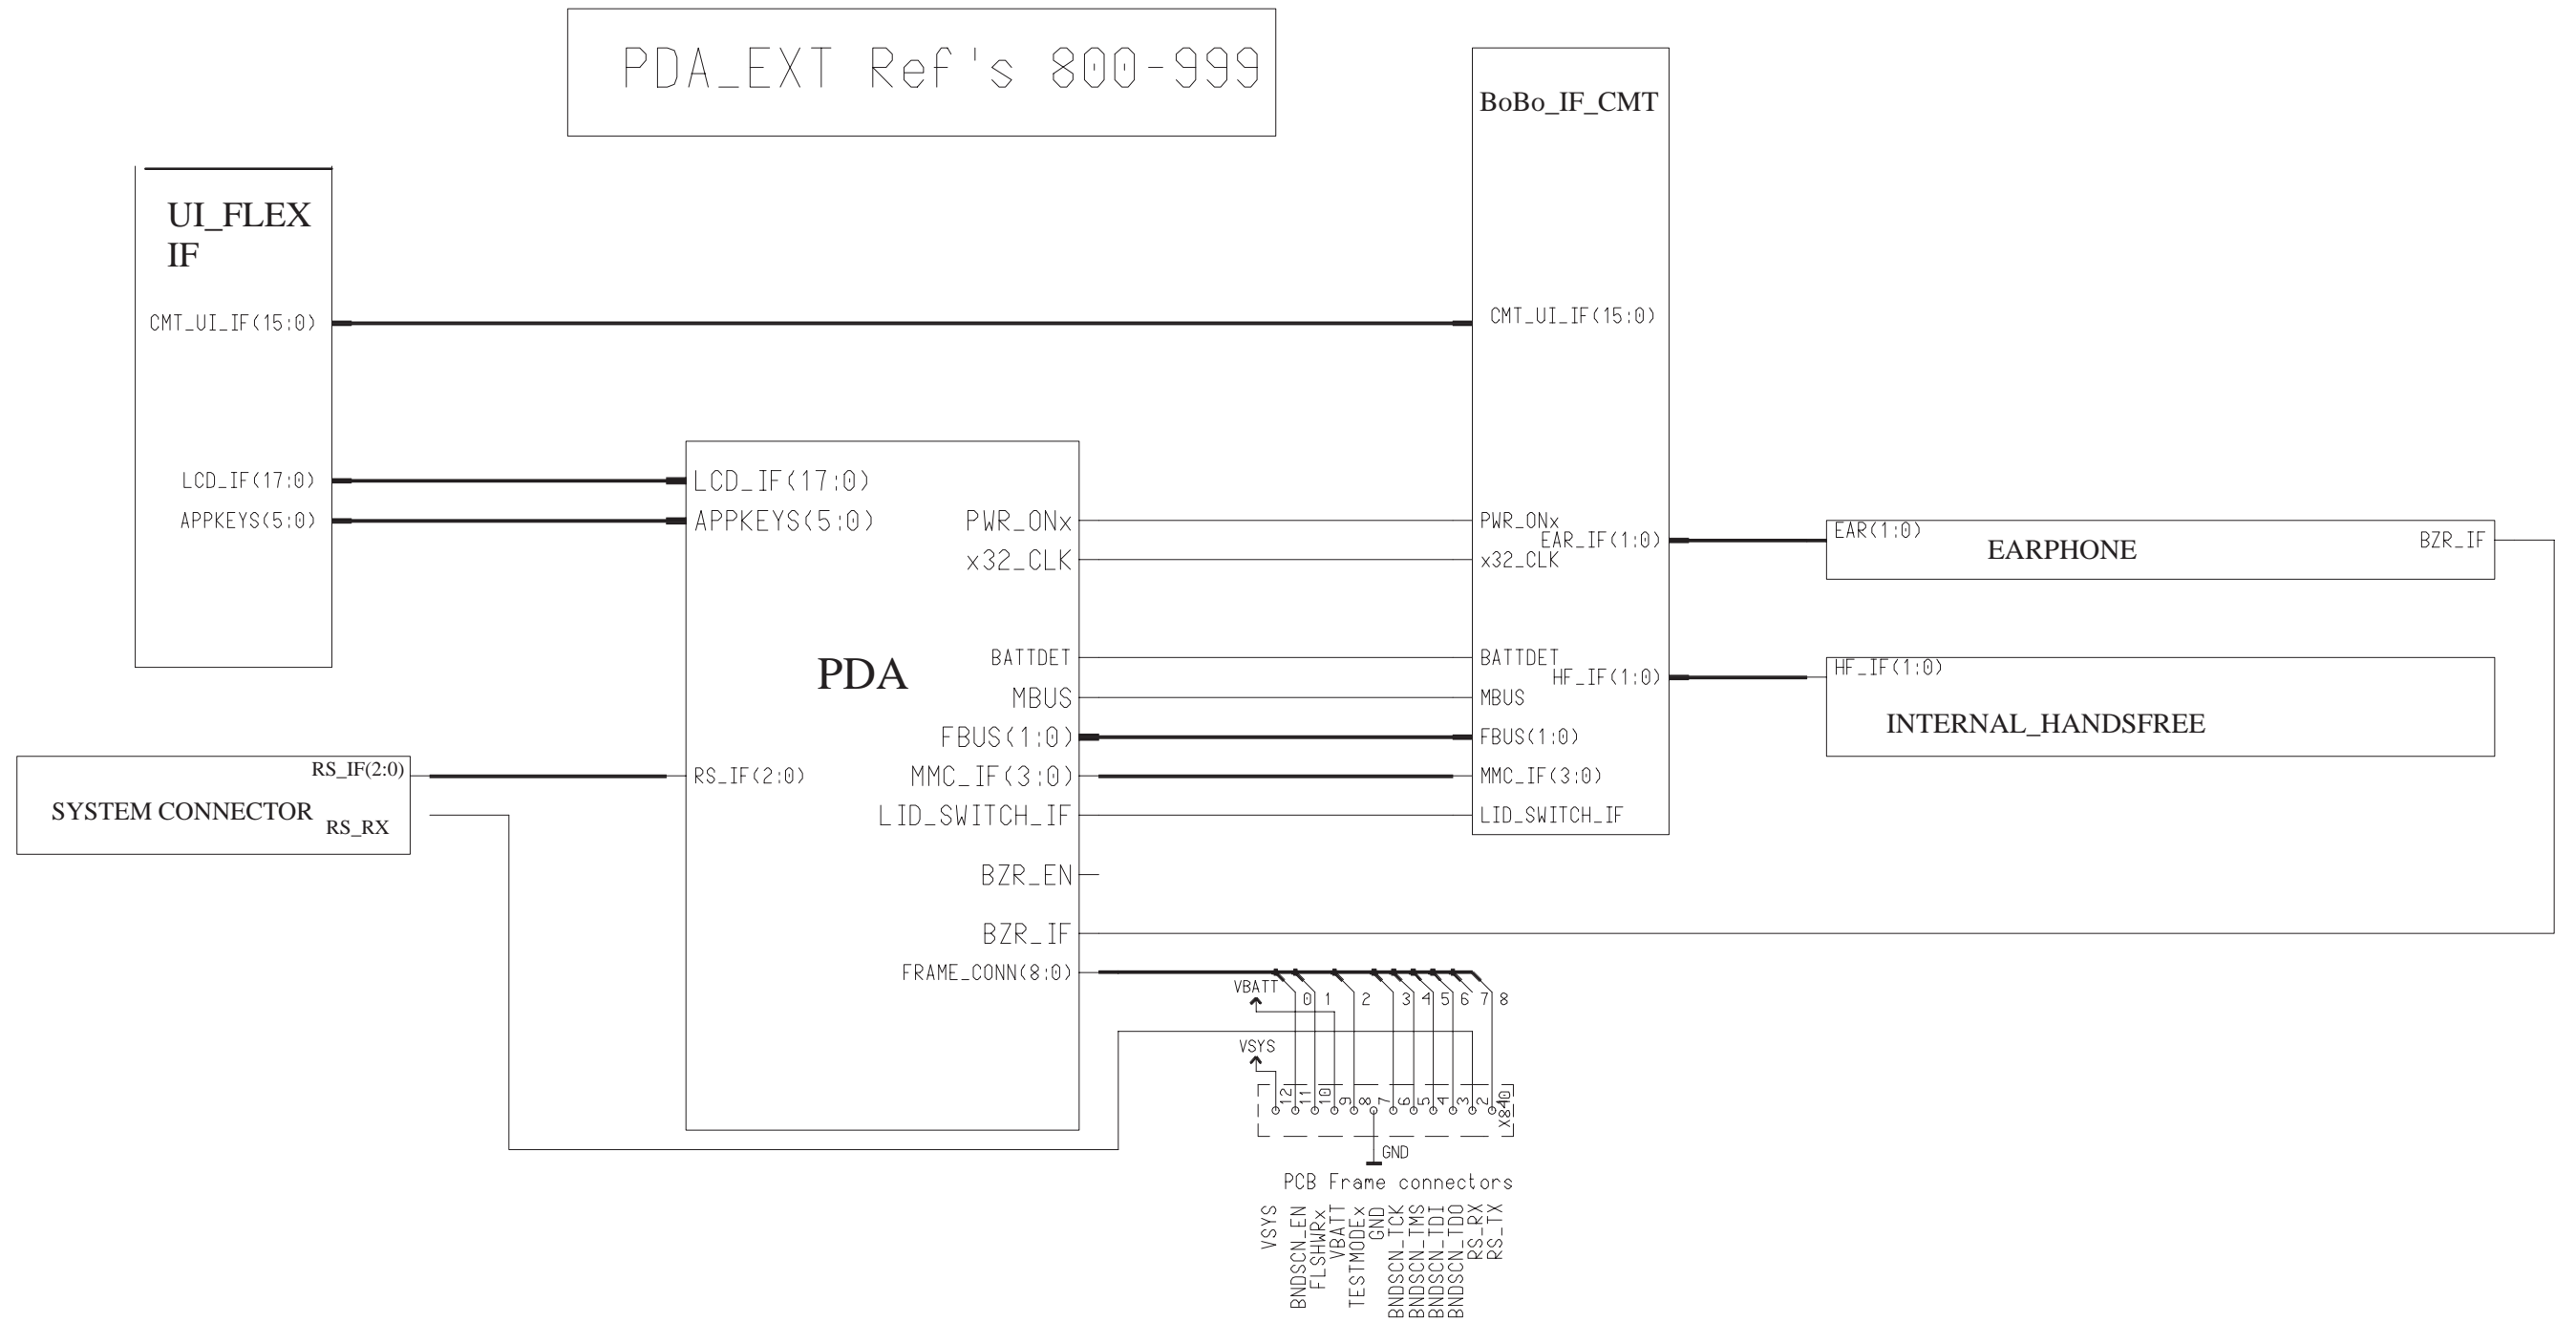 PDA_EXT Ref's 800-999
BoBo_IF_CMT
UI_FLEX
IF
CMT_UI_IF(15:0)
CMT_UI_IF(15:0)
LCD_IF(17:0)
APPKEYS(5:0)
LCD_IF(17:0)
APPKEYS(5:0)
PWR_ONx
x32_CLK
PDA
BATTDET
MBUS
FBUS(1:0)
RS_IF(2:0)
MMC_IF(3:0)
LID_SWITCH_IF
BZR_EN
BZR_IF
FRAME_CONN(8:0)
PWR_ONx
EAR_IF(1:0)
x32_CLK
BATTDET
HF_IF(1:0)
MBUS
FBUS(1:0)
MMC_IF(3:0)
LID_SWITCH_IF
EAR(1:0)
EARPHONE
BZR_IF
HF_IF(1:0)
INTERNAL_HANDSFREE
RS_IF(2:0)
SYSTEM CONNECTOR
RS_RX
VBATT
0 1 2 3 4 5 6 7 8
VSYS
12 11 10 9 8 7 6 5 4 3 2
X840
GND
PCB Frame connectors
VSYS
BNDSCN_EN
FLSHWRx
VBATT
TESTMODEx
GND
BNDSCN_TCK
BNDSCN_TMS
BNDSCN_TDI
BNDSCN_TDO
RS_RX
RS_TX